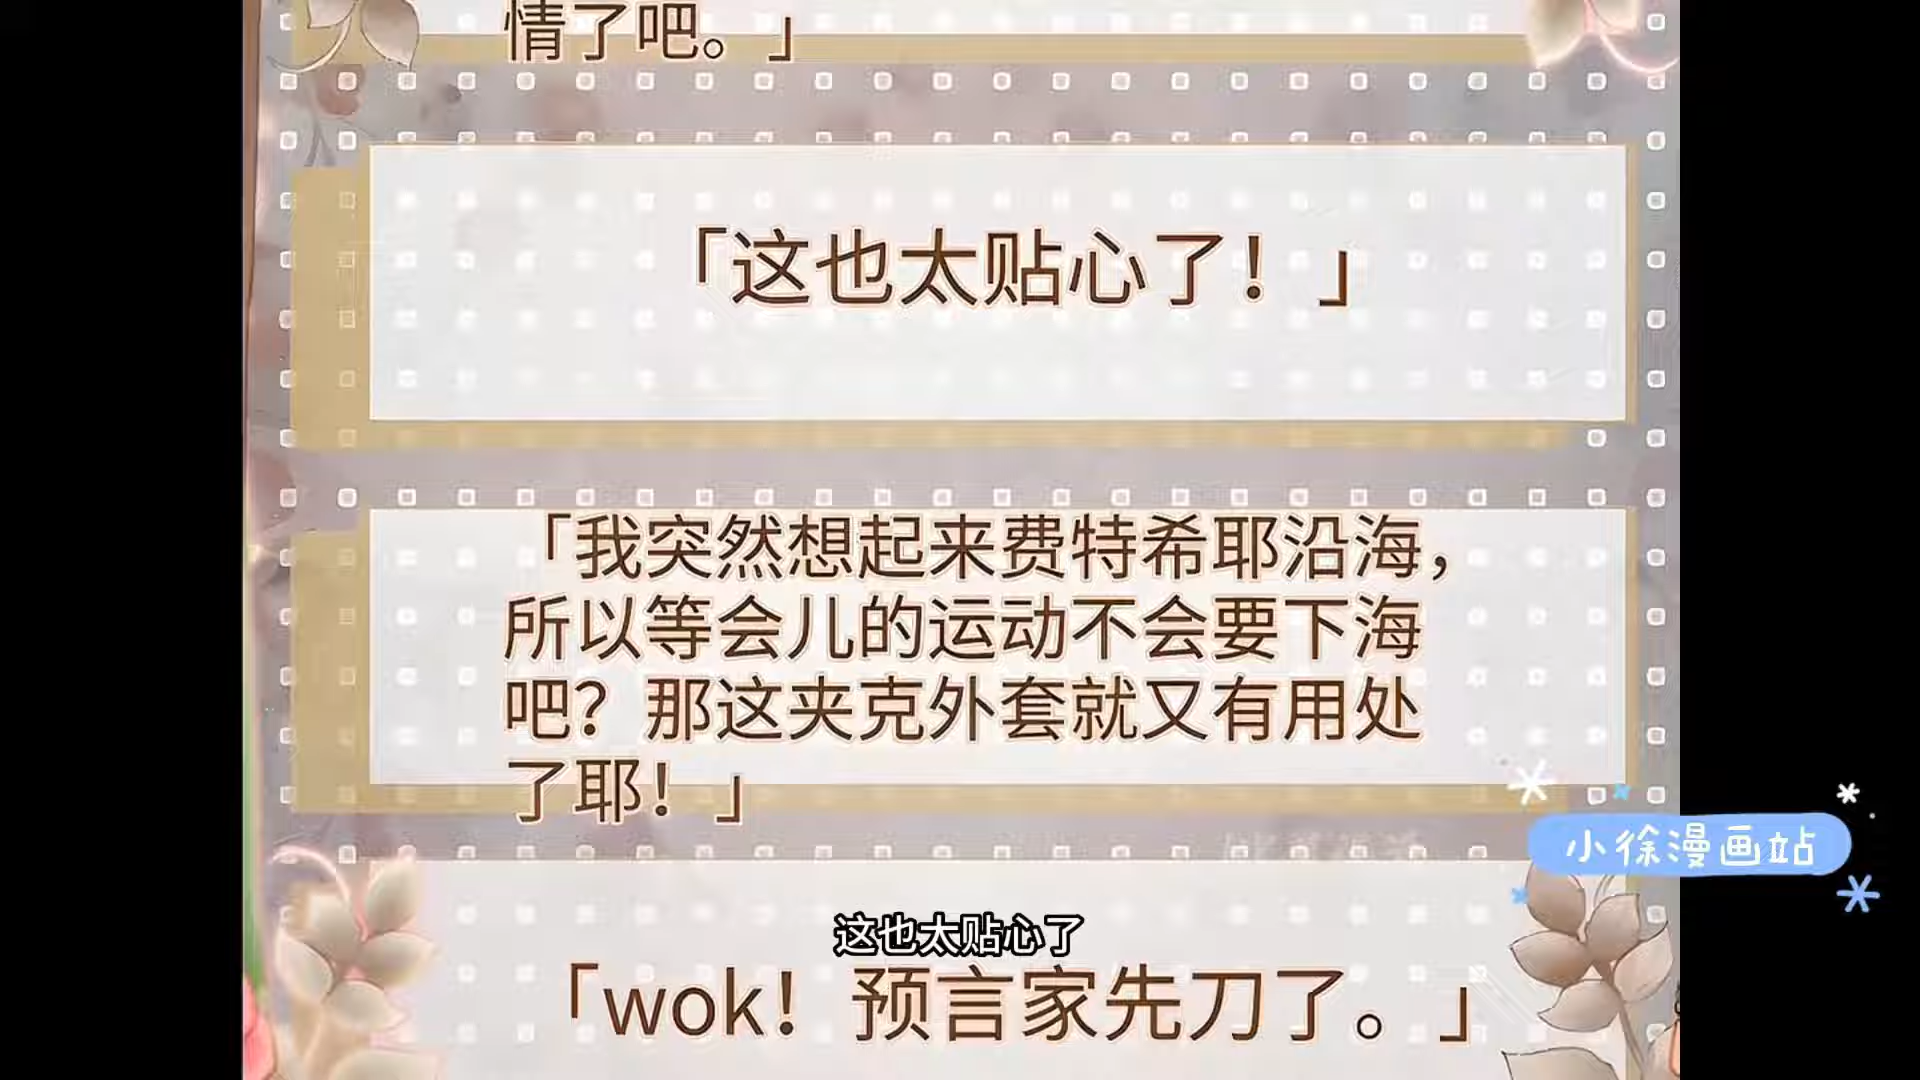 情了吧。」
「这也太贴心了！」
「我突然想起来费特希耶沿海，
所以等会儿的运动不会要下海
吧？那这夹克外套就又有用处
了耶！」
小徐漫画站
这也太贴心了
「wok！预言家先刀了。」